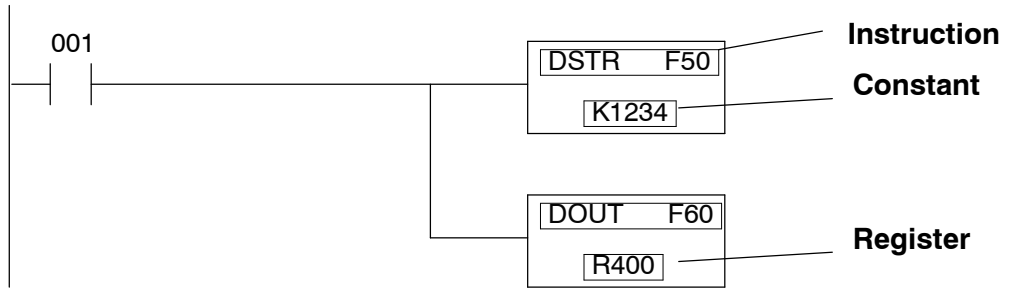 001
DSTR F50
K1234
Instruction
Constant
DOUT F60
R400
Register